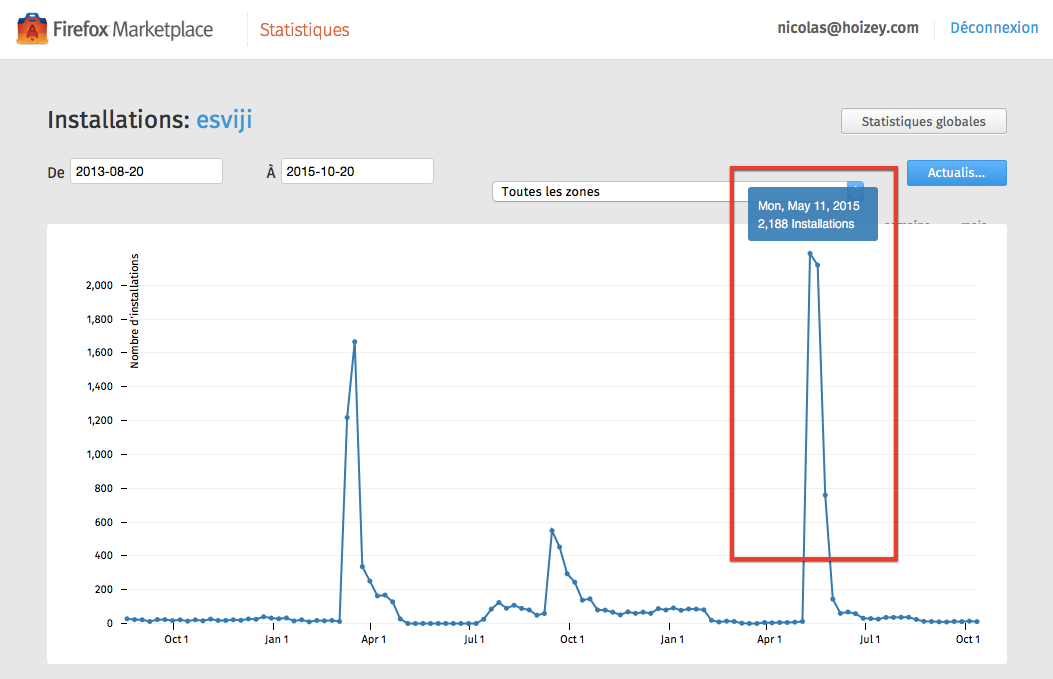 Firefox Marketplace
Statistiques
nicolas@hoizey.com
Déconnexion
Installations: esviji
Statistiques globales
De 2013-08-20
À 2015-10-20
Actualis...
Toutes les zones
Mon, May 11, 2015
2,188 Installations
semaine
mois
Nombre d'installations
2,000
1,800
1,600
1,400
1,200
1,000
800
600
400
200
0
Oct 1
Jan 1
Apr 1
Jul 1
Oct 1
Jan 1
Apr 1
Jul 1
Oct 1